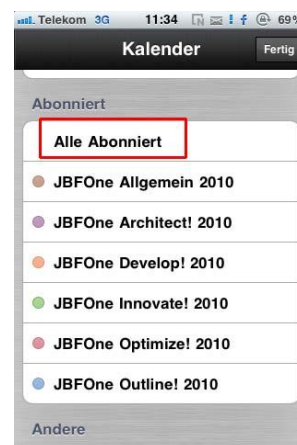 Telekom 3G 11:34 69%
Kalender Fertig
Abonniert
Alle Abonniert
JBFOne Allgemein 2010
JBFOne Architect! 2010
JBFOne Develop! 2010
JBFOne Innovate! 2010
JBFOne Optimize! 2010
JBFOne Outline! 2010
Andere